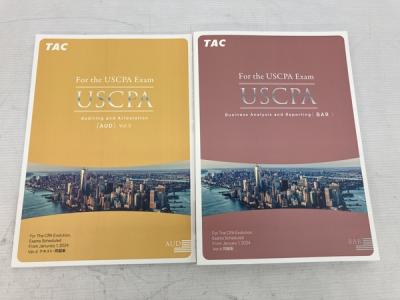 TAC
For the USCPA Exam
USCPA
Auditing and Attestation
[AUD] Vol.2
For The CPA Evolution
Exams Scheduled
From January 1, 2024
AUD
TAC
For the USCPA Exam
USCPA
Business Analysis and Reporting [BAR]
For The CPA Evolution
Exams Scheduled
From January 1, 2024
BAR